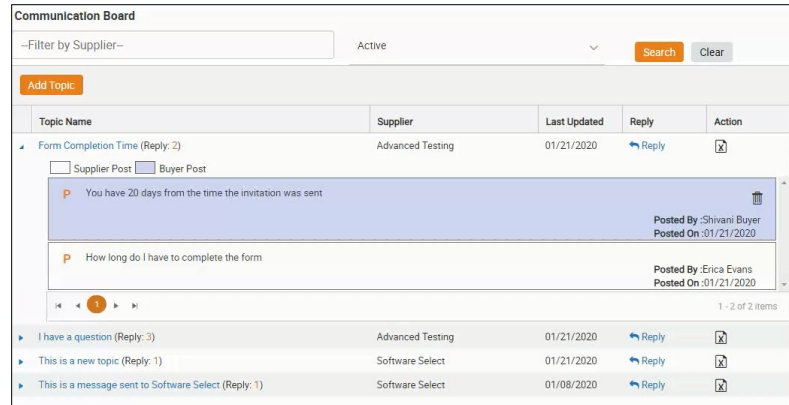 Communication Board
--Filter by Supplier--
Active
Search
Clear
Add Topic
Topic Name Supplier Last Updated Reply Action
Form Completion Time (Reply: 2) Advanced Testing 01/21/2020 Reply
Supplier Post Buyer Post
P You have 20 days from the time the invitation was sent
Posted By :Shivani Buyer
Posted On :01/21/2020
P How long do I have to complete the form
Posted By :Erica Evans
Posted On :01/21/2020
1
1 - 2 of 2 items
I have a question (Reply: 3) Advanced Testing 01/21/2020 Reply
This is a new topic (Reply: 1) Software Select 01/21/2020 Reply
This is a message sent to Software Select (Reply: 1) Software Select 01/08/2020 Reply